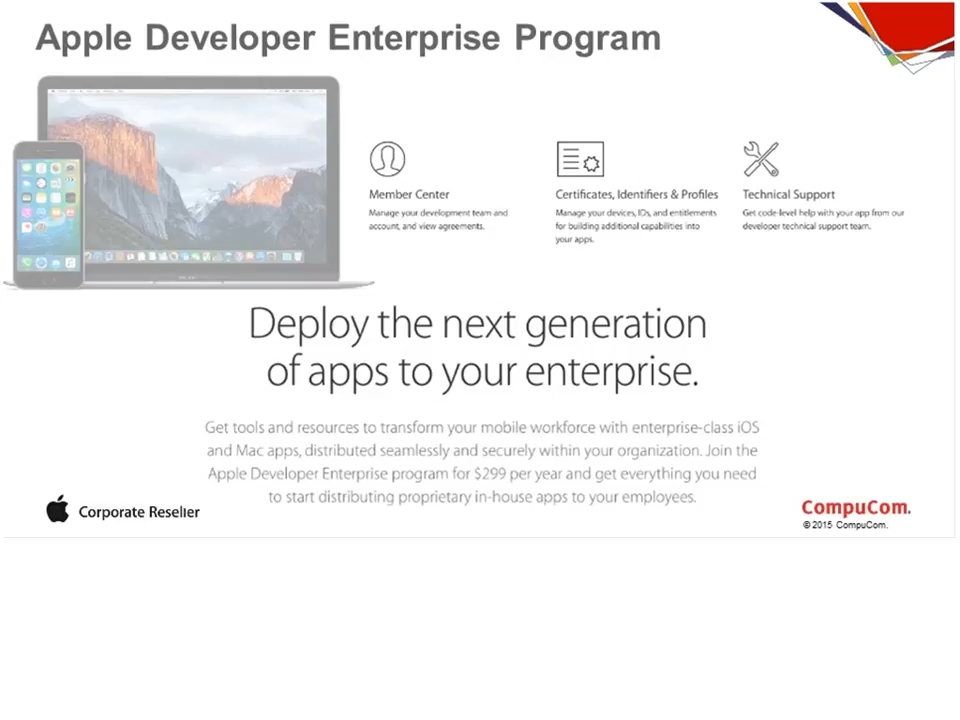 Apple Developer Enterprise Program
Member Center
Manage your development team and
account, and view agreements.
Certificates, Identifiers & Profiles
Manage your devices, IDs, and entitlements
for building additional capabilities into
your apps.
Technical Support
Get code-level help with your app from our
developer technical support team.
Deploy the next generation
of apps to your enterprise.
Get tools and resources to transform your mobile workforce with enterprise-class iOS
and Mac apps, distributed seamlessly and securely within your organization. Join the
Apple Developer Enterprise program for $299 per year and get everything you need
to start distributing proprietary in-house apps to your employees.
Corporate Reseller
CompuCom.
© 2015 CompuCom.